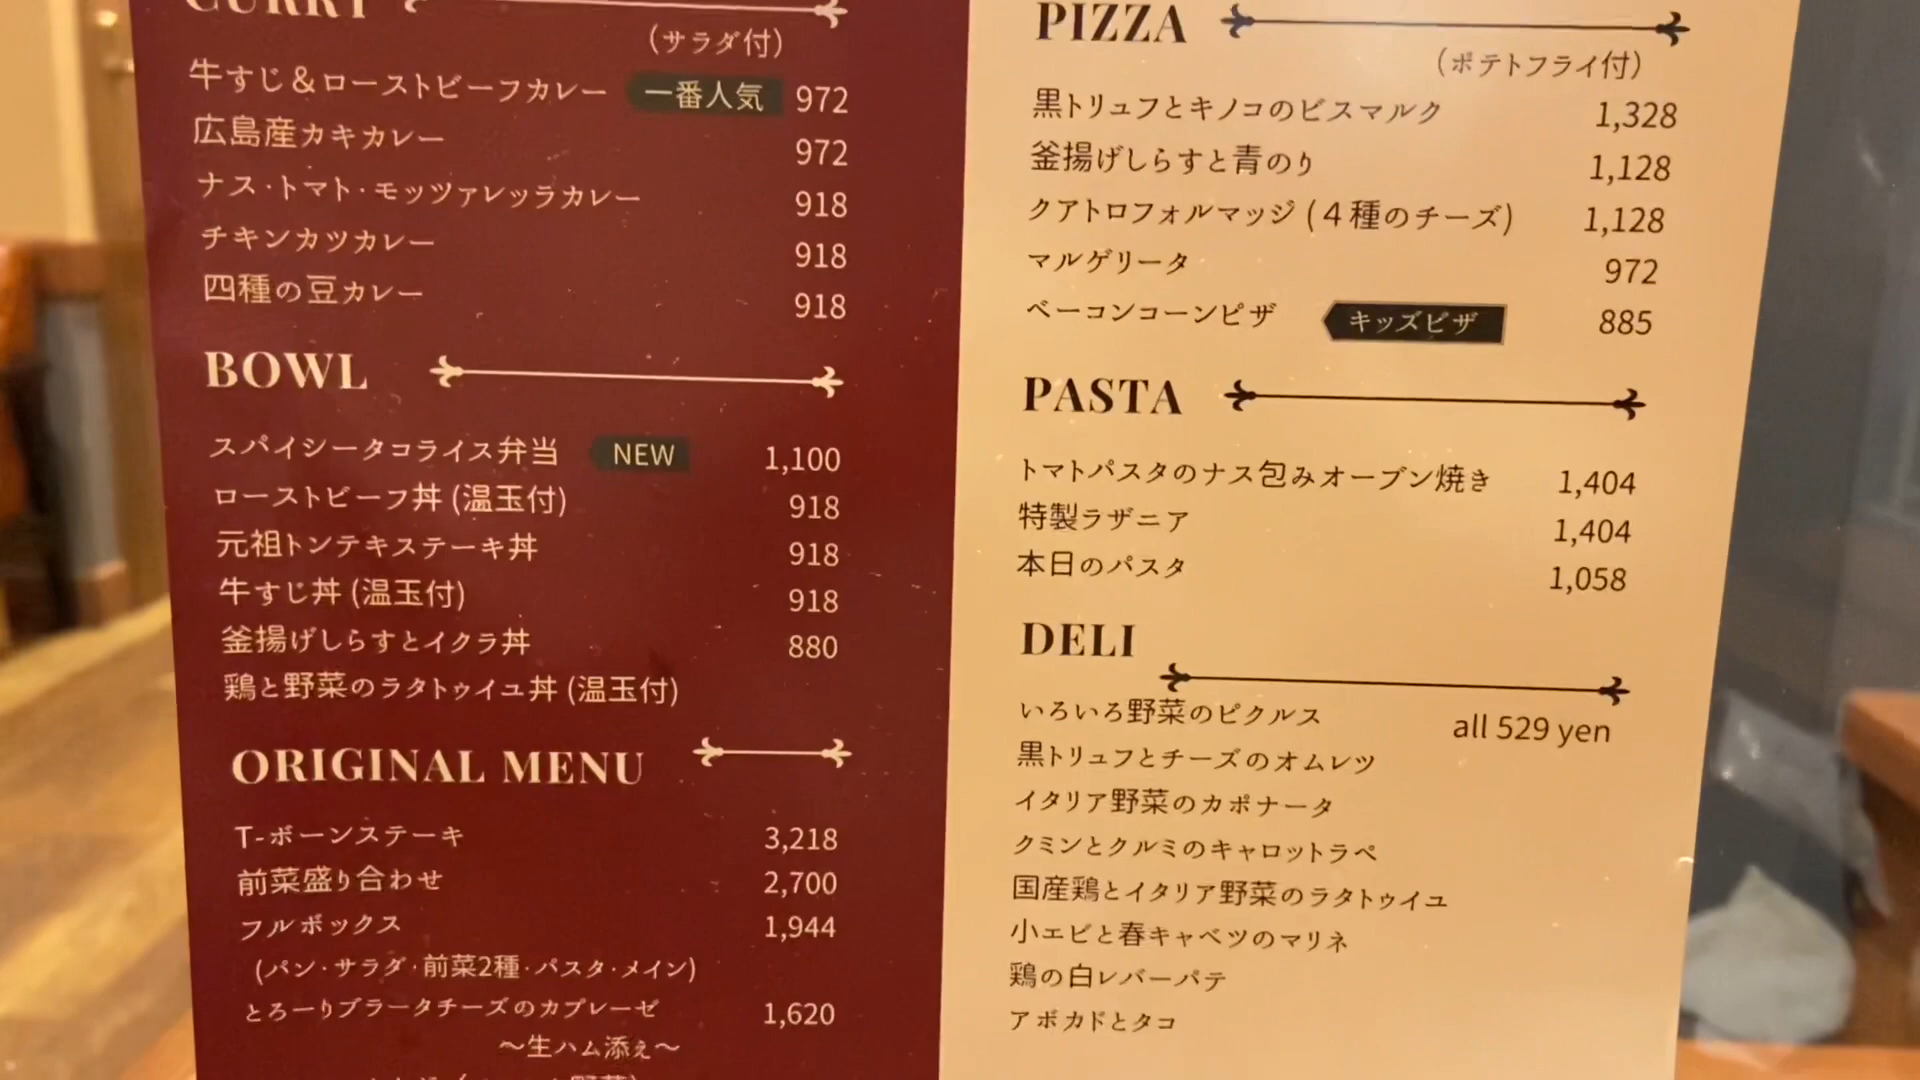 CURRY
(サラダ付)
牛すじ&ローストビーフカレー 一番人気 972
広島産カキカレー 972
ナス·トマト·モッツァレッラカレー 918
チキンカツカレー 918
四種の豆カレー 918
BOWL
スパイシータコライス弁当 NEW 1,100
ローストビーフ丼 (温玉付) 918
元祖トンテキステーキ丼 918
牛すじ丼 (温玉付) 918
釜揚げしらすとイクラ丼 880
鶏と野菜のラタトゥイユ丼 (温玉付)
ORIGINAL MENU
T-ボーンステーキ 3,218
前菜盛り合わせ 2,700
フルボックス 1,944
(パン·サラダ·前菜2種·パスタ·メイン)
とろーりブラータチーズのカプレーゼ 1,620
〜生ハム添え〜
PIZZA
(ポテトフライ付)
黒トリュフとキノコのビスマルク 1,328
釜揚げしらすと青のり 1,128
クアトロフォルマッジ (4種のチーズ) 1,128
マルゲリータ 972
ベーコンコーンピザ キッズピザ 885
PASTA
トマトパスタのナス包みオーブン焼き 1,404
特製ラザニア 1,404
本日のパスタ 1,058
DELI
いろいろ野菜のピクルス all 529 yen
黒トリュフとチーズのオムレツ
イタリア野菜のカポナータ
クミンとクルミのキャロットラペ
国産鶏とイタリア野菜のラタトゥイユ
小エビと春キャベツのマリネ
鶏の白レバーパテ
アボカドとタコ